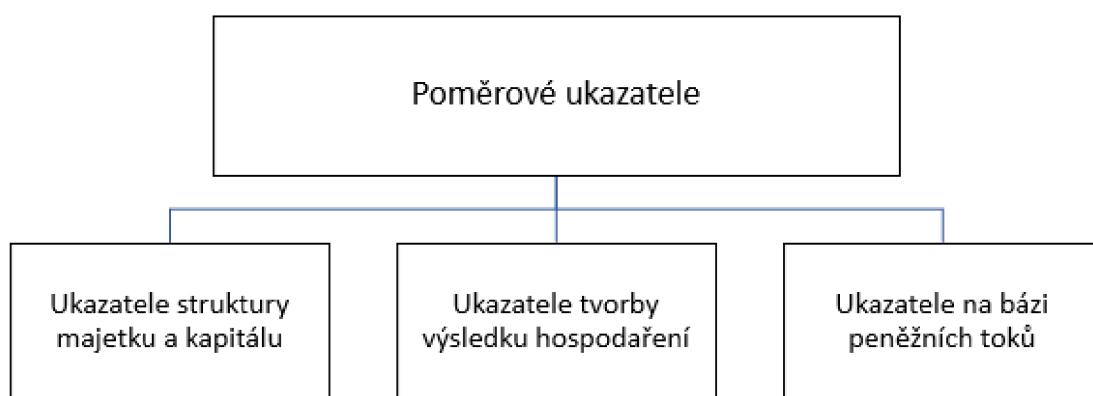 Poměrové ukazatele
Ukazatele struktury
majetku a kapitálu
Ukazatele tvorby
výsledku hospodaření
Ukazatele na bázi
peněžních toků